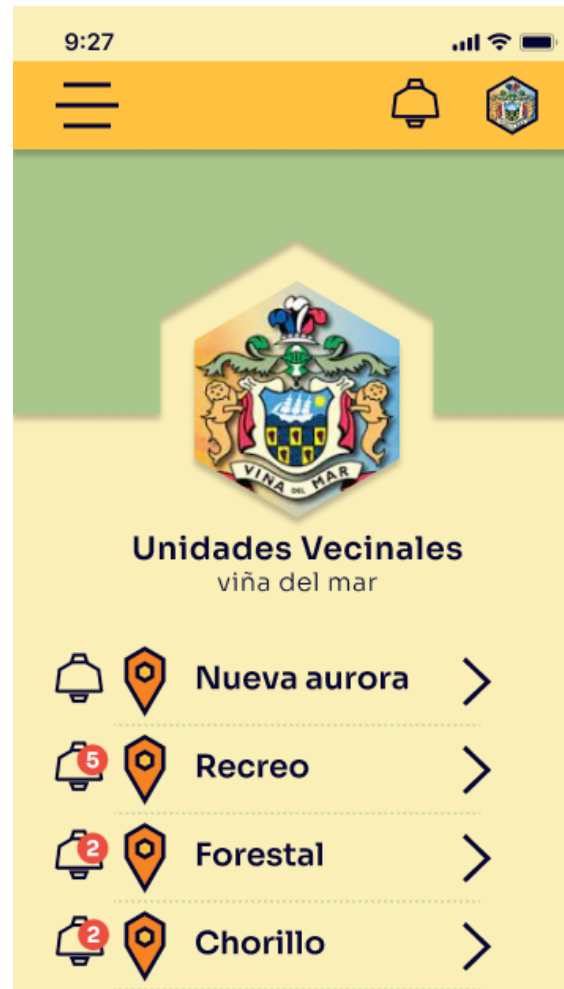 9:27
VIÑA DEL MAR
Unidades Vecinales
viña del mar
Nueva aurora
5 Recreo
2 Forestal
2 Chorillo